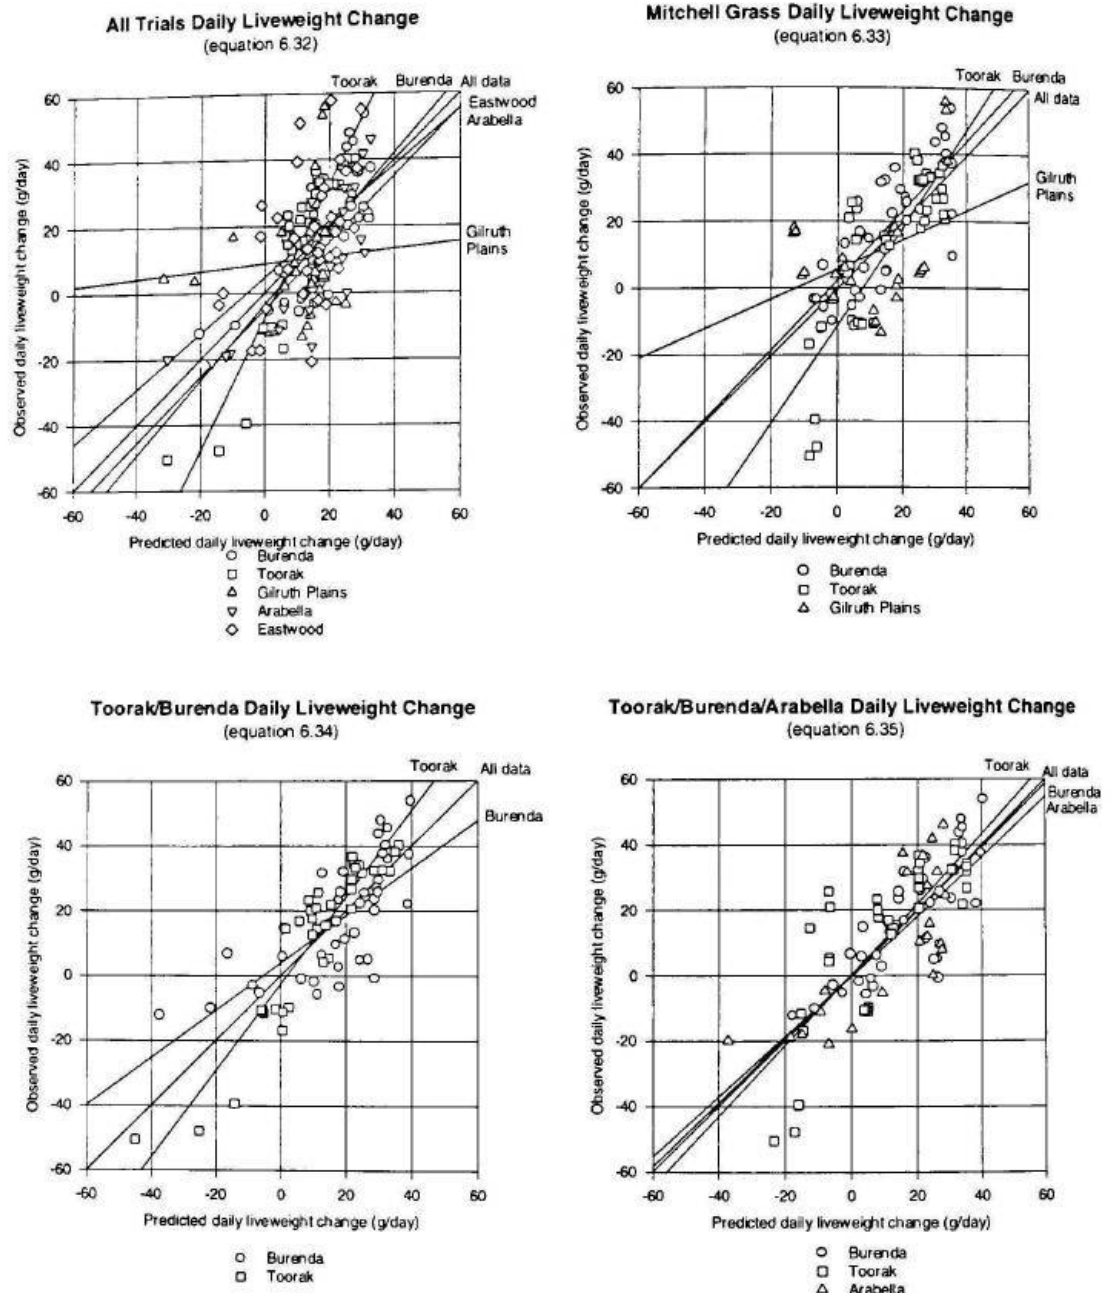 All Trials Daily Liveweight Change
(equation 6.32)
Toorak Burenda All data
Eastwood
Arabella
Gilruth
Plains
60
40
20
0
-20
-40
-60
Observed daily liveweight change (g/day)
-60 -40 -20 0 20 40 60
Predicted daily liveweight change (g/day)
Burenda
Toorak
Gilruth Plains
Arabella
Eastwood
Mitchell Grass Daily Liveweight Change
(equation 6.33)
Toorak Burenda
All data
Gilruth
Plains
60
40
20
0
-20
-40
-60
Observed daily liveweight change (g/day)
-60 -40 -20 0 20 40 60
Predicted daily liveweight change (g/day)
Burenda
Toorak
Gilruth Plains
Toorak/Burenda Daily Liveweight Change
(equation 6.34)
Toorak All data
Burenda
60
40
20
0
-20
-40
-60
Observed daily liveweight change (g/day)
-60 -40 -20 0 20 40 60
Predicted daily liveweight change (g/day)
Burenda
Toorak
Toorak/Burenda/Arabella Daily Liveweight Change
(equation 6.35)
Toorak All data
Burenda
Arabella
60
40
20
0
-20
-40
-60
Observed daily liveweight change (g/day)
-60 -40 -20 0 20 40 60
Predicted daily liveweight change (g/day)
Burenda
Toorak
Arabella